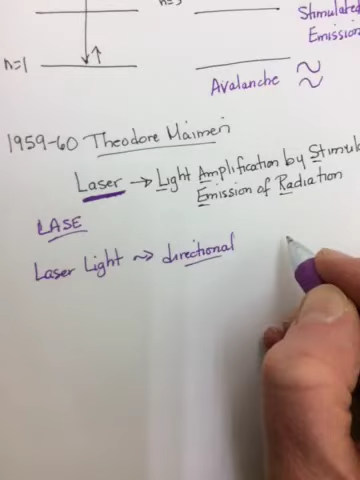 Stimulated
Emission
n=1
Avalanche
1959-60 Theodore Maimen
Laser → Light Amplification by Stimul
Emission of Radiation
LASE
Laser Light ~> directional